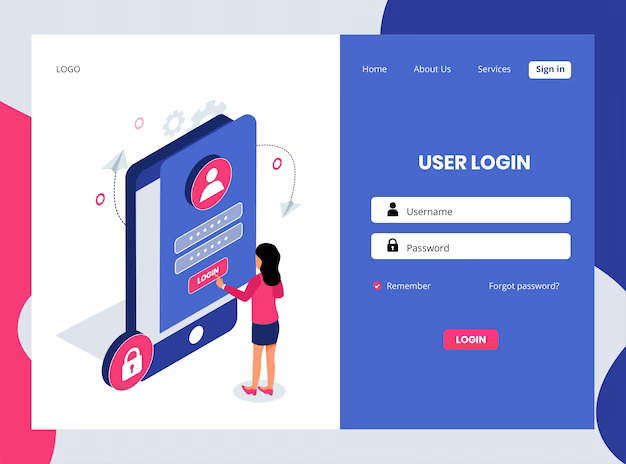 LOGO
Home About Us Services Sign in
USER LOGIN
Username
Password
Remember Forgot password?
LOGIN
LOGIN